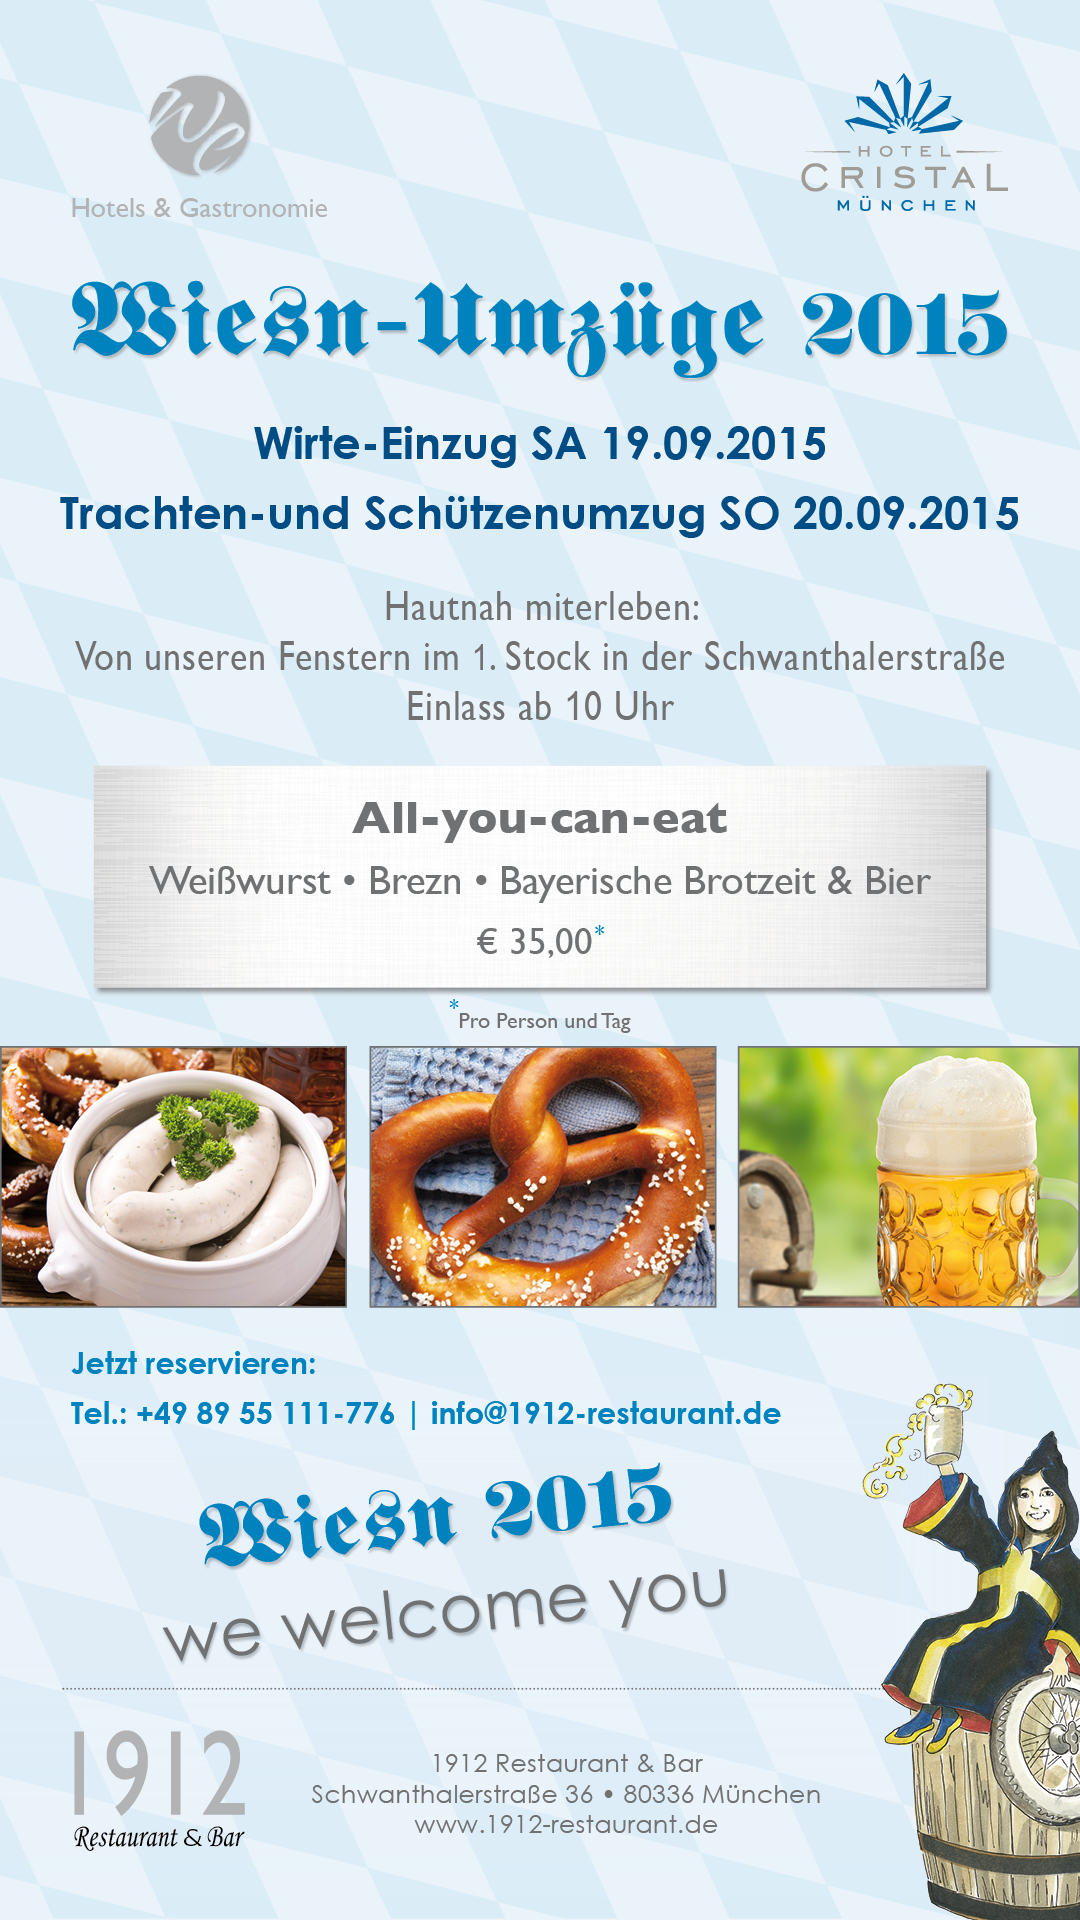 WG
Hotels & Gastronomie
HOTEL
CRISTAL
MÜNCHEN
Wiesn-Umzüge 2015
Wirte-Einzug SA 19.09.2015
Trachten-und Schützenumzug SO 20.09.2015
Hautnah miterleben:
Von unseren Fenstern im 1. Stock in der Schwanthalerstraße
Einlass ab 10 Uhr
All-you-can-eat
Weißwurst • Brezn • Bayerische Brotzeit & Bier
€ 35,00*
*Pro Person und Tag
Jetzt reservieren:
Tel.: +49 89 55 111-776 | info@1912-restaurant.de
Wiesn 2015
we welcome you
1912
Restaurant & Bar
1912 Restaurant & Bar
Schwanthalerstraße 36 • 80336 München
www.1912-restaurant.de